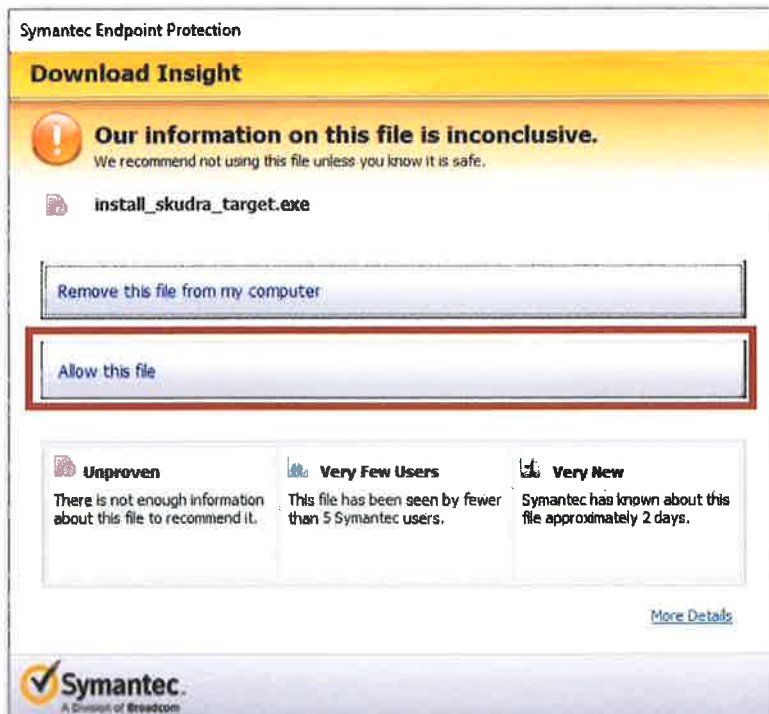 Symantec Endpoint Protection
Download Insight
Our information on this file is inconclusive.
We recommend not using this file unless you know it is safe.
install_skudra_target.exe
Remove this file from my computer
Allow this file
Unproven
There is not enough information
about this file to recommend it.
Very Few Users
This file has been seen by fewer
than 5 Symantec users.
Very New
Symantec has known about this
file approximately 2 days.
More Details
Symantec.
A Division of Broadcom